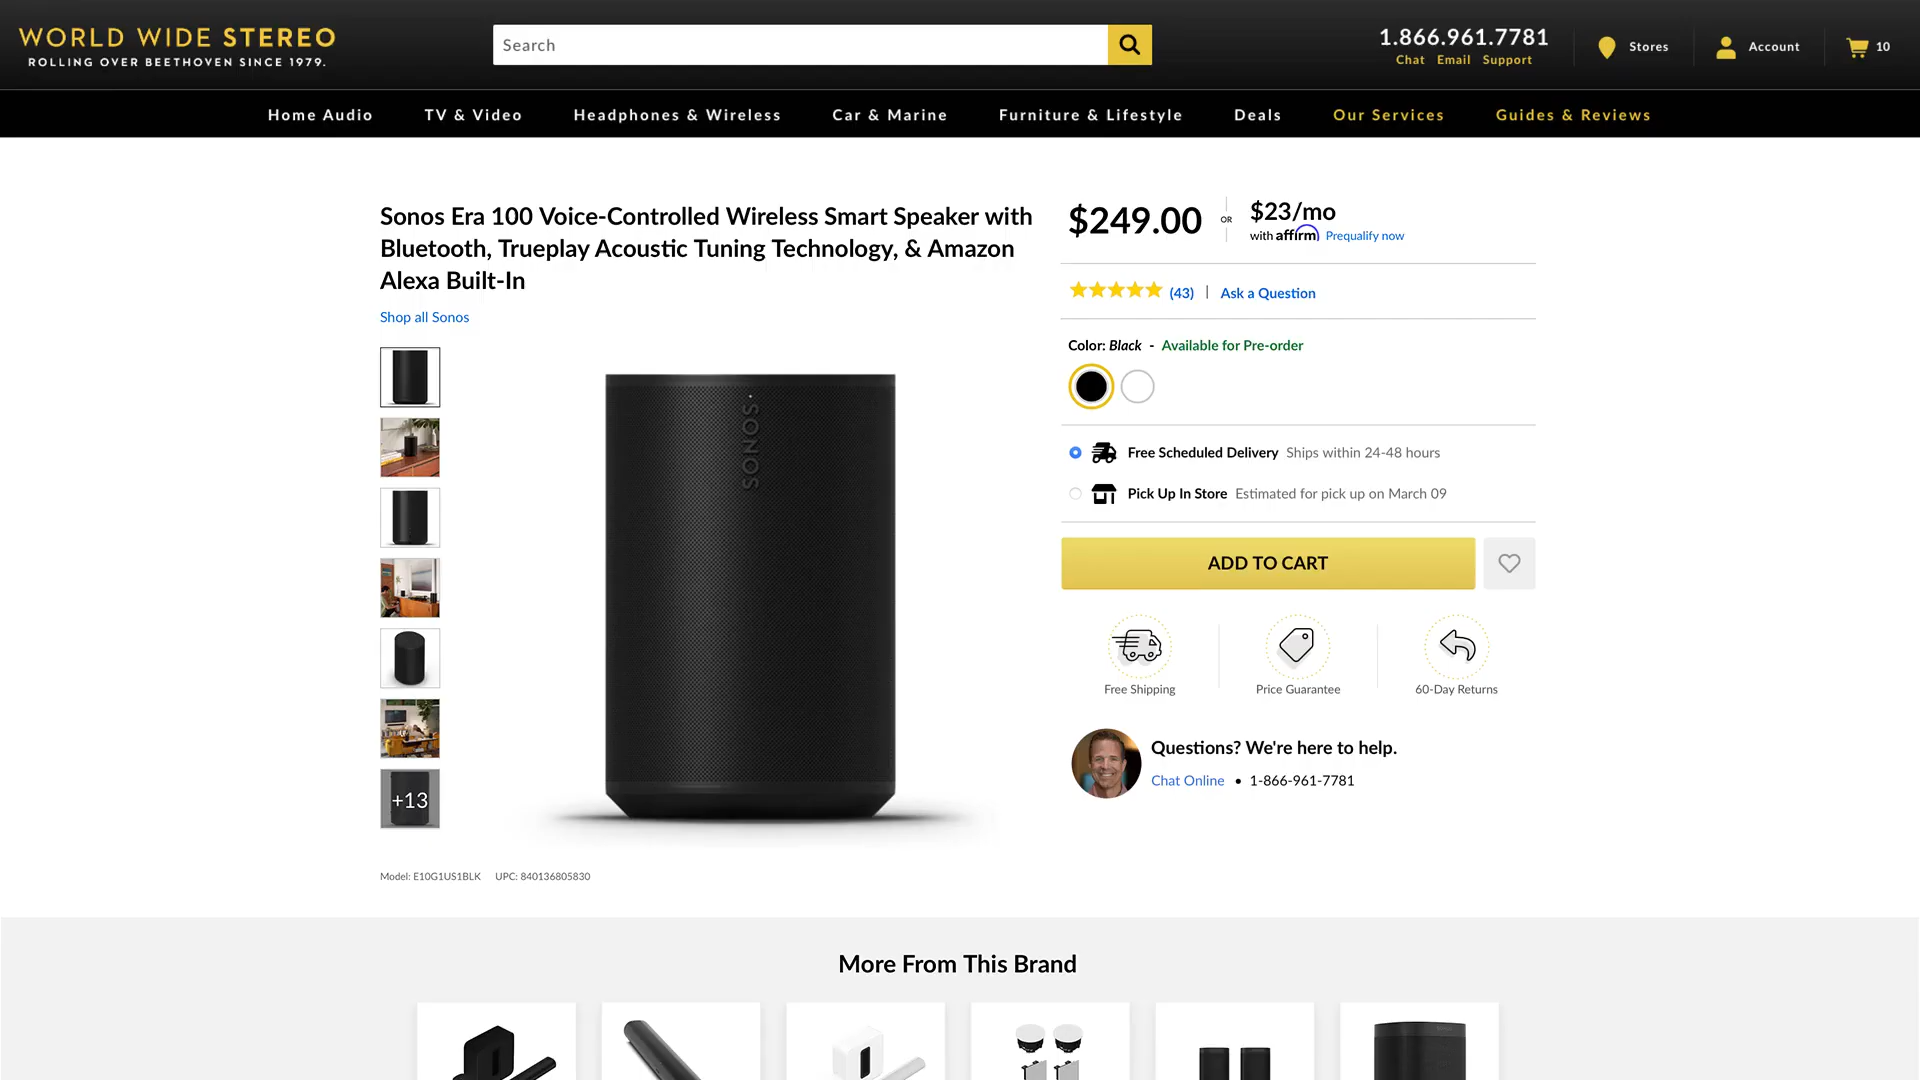 WORLD WIDE STEREO
ROLLING OVER BEETHOVEN SINCE 1979.
Search
1.866.961.7781
Chat Email Support
Stores
Account
10
Home Audio TV & Video Headphones & Wireless Car & Marine Furniture & Lifestyle Deals Our Services Guides & Reviews
Sonos Era 100 Voice-Controlled Wireless Smart Speaker with
Bluetooth, Trueplay Acoustic Tuning Technology, & Amazon
Alexa Built-In
Shop all Sonos
+13
SONOS
Model: E10G1US1BLK UPC: 840136805830
$249.00 OR $23/mo
with affirm Prequalify now
(43) | Ask a Question
Color: Black - Available for Pre-order
Free Scheduled Delivery Ships within 24-48 hours
Pick Up In Store Estimated for pick up on March 09
ADD TO CART
Free Shipping
Price Guarantee
60-Day Returns
Questions? We're here to help.
Chat Online • 1-866-961-7781
More From This Brand